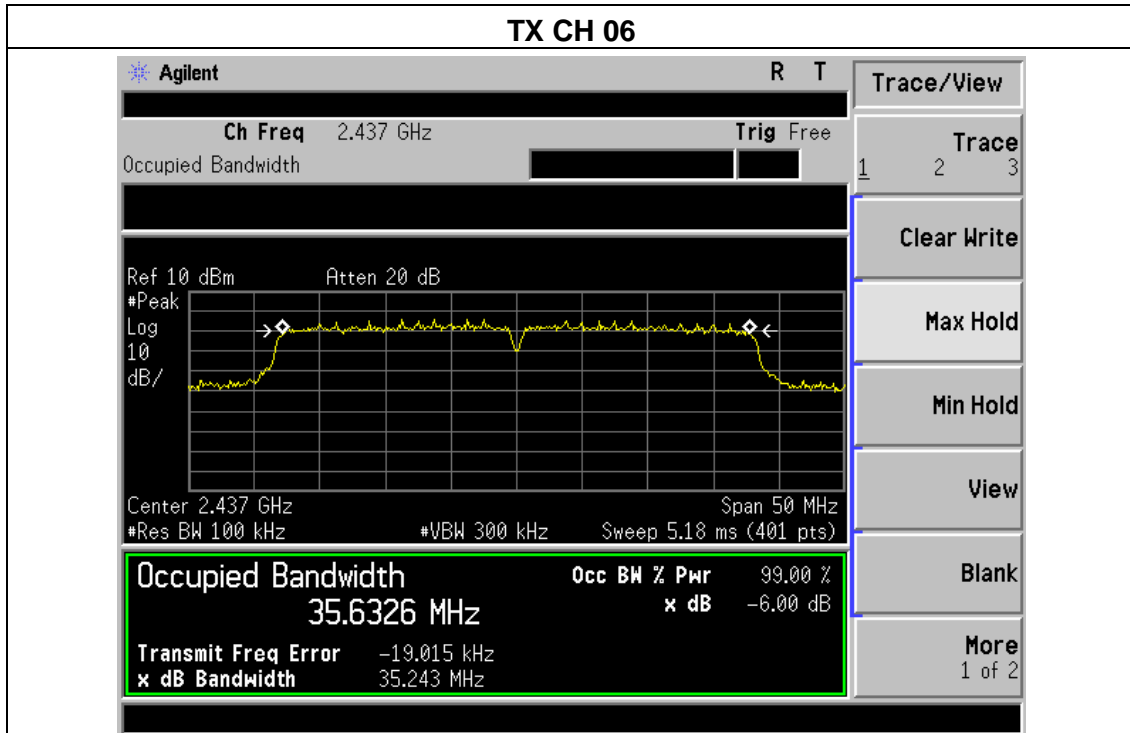 TX CH 06
Agilent R T
Trace/View
Ch Freq 2.437 GHz Trig Free
Occupied Bandwidth
Trace
1 2 3
Clear Write
Ref 10 dBm Atten 20 dB
#Peak
Log
10
dB/
Max Hold
Min Hold
View
Center 2.437 GHz Span 50 MHz
#Res BW 100 kHz #VBW 300 kHz Sweep 5.18 ms (401 pts)
Occupied Bandwidth Occ BW % Pwr 99.00 %
35.6326 MHz x dB -6.00 dB
Blank
Transmit Freq Error -19.015 kHz
x dB Bandwidth 35.243 MHz
More
1 of 2